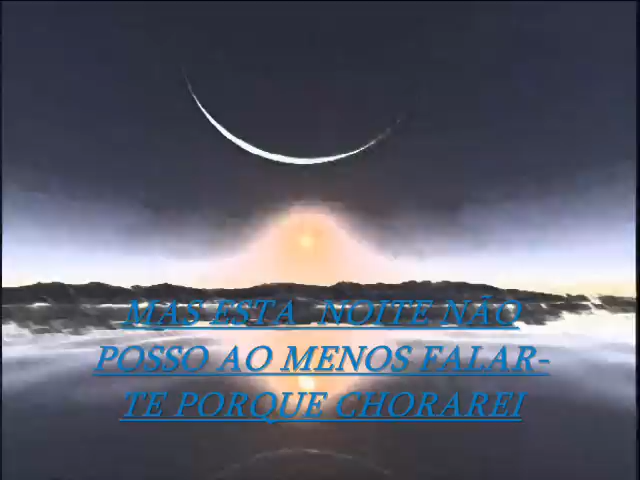 MAS ESTA  NOITE NÃO
POSSO AO MENOS FALAR-
TE PORQUE CHORAREI